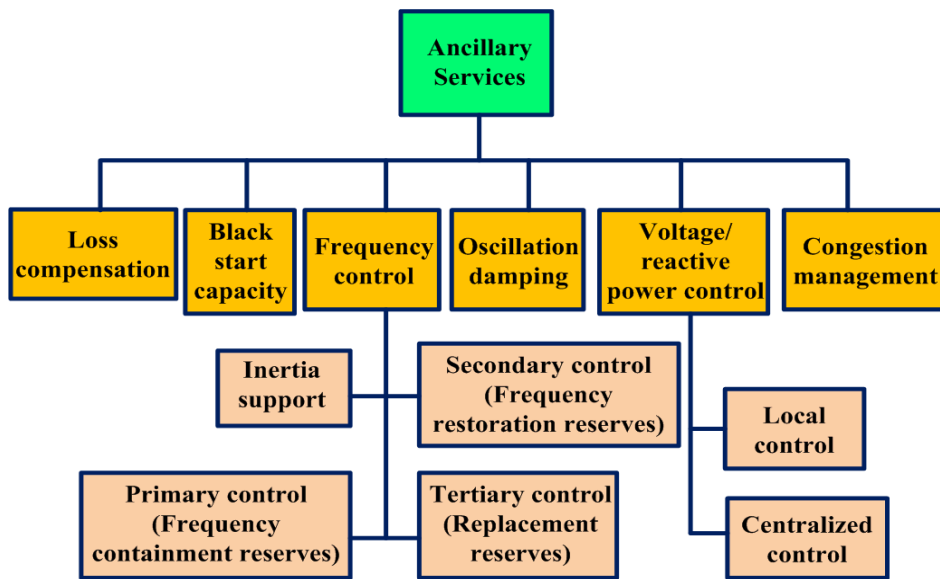 Ancillary
Services
Loss
compensation
Black
start
capacity
Frequency
control
Oscillation
damping
Voltage/
reactive
power control
Congestion
management
Inertia
support
Secondary control
(Frequency
restoration reserves)
Local
control
Primary control
(Frequency
containment reserves)
Tertiary control
(Replacement
reserves)
Centralized
control